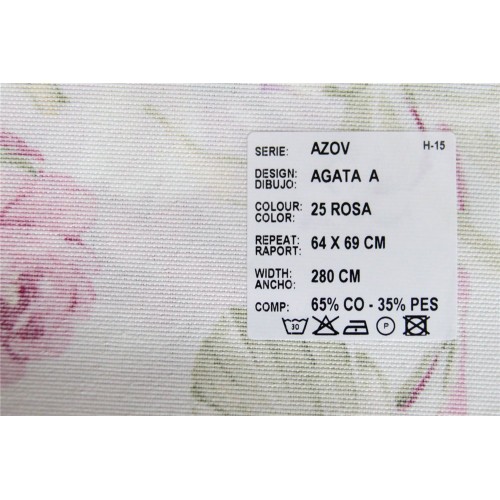 H-15
SERIE: AZOV
DESIGN:
DIBUJO: AGATA A
COLOUR:
COLOR: 25 ROSA
REPEAT:
RAPORT: 64 X 69 CM
WIDTH:
ANCHO: 280 CM
COMP: 65% CO - 35% PES
30 P